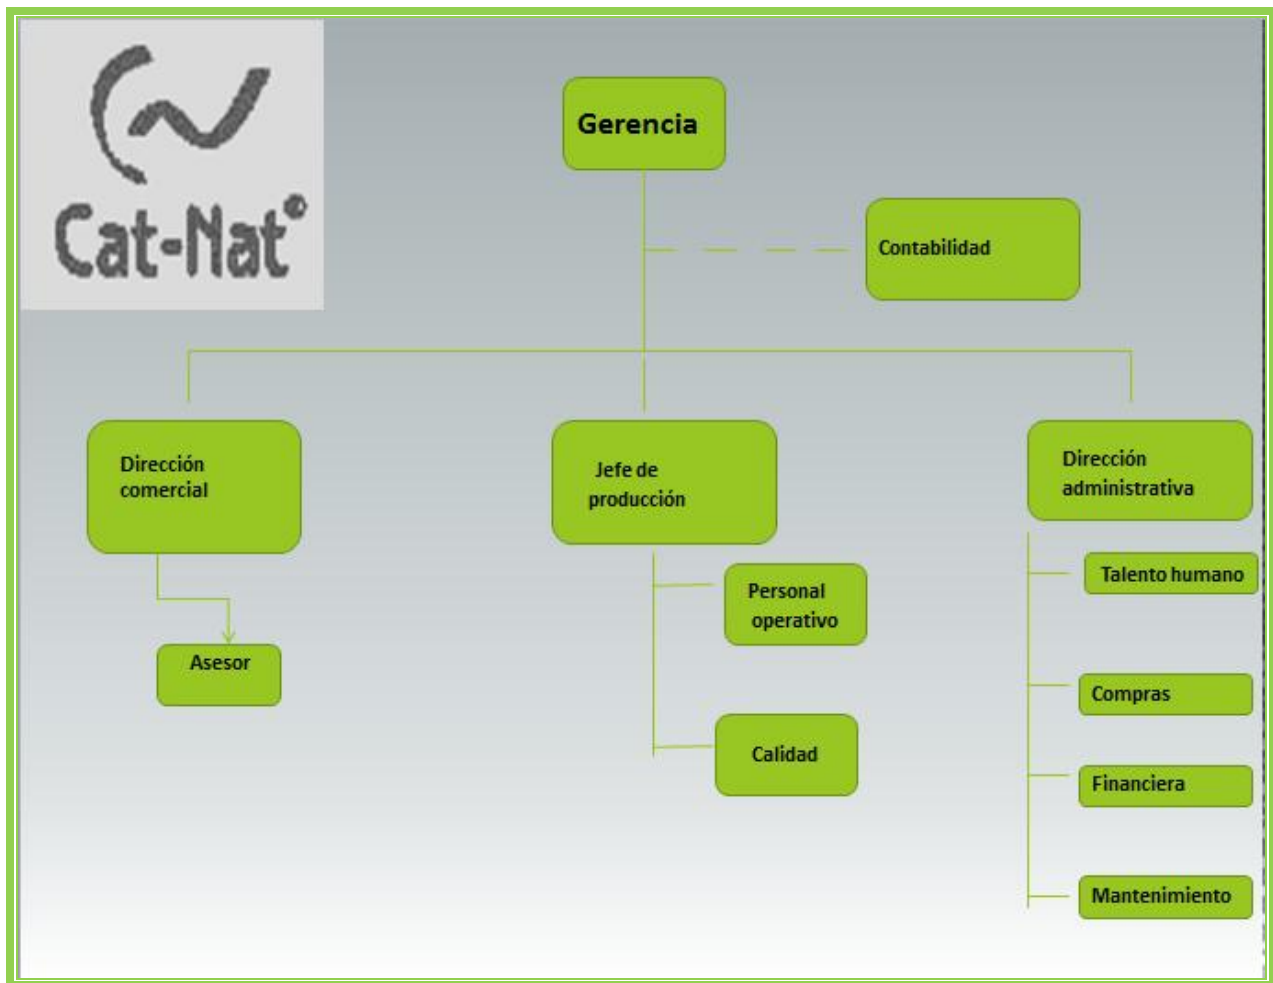 Cat-Nat©
Gerencia
Contabilidad
Dirección
comercial
Asesor
Jefe de
producción
Personal
operativo
Calidad
Dirección
administrativa
Talento humano
Compras
Financiera
Mantenimiento